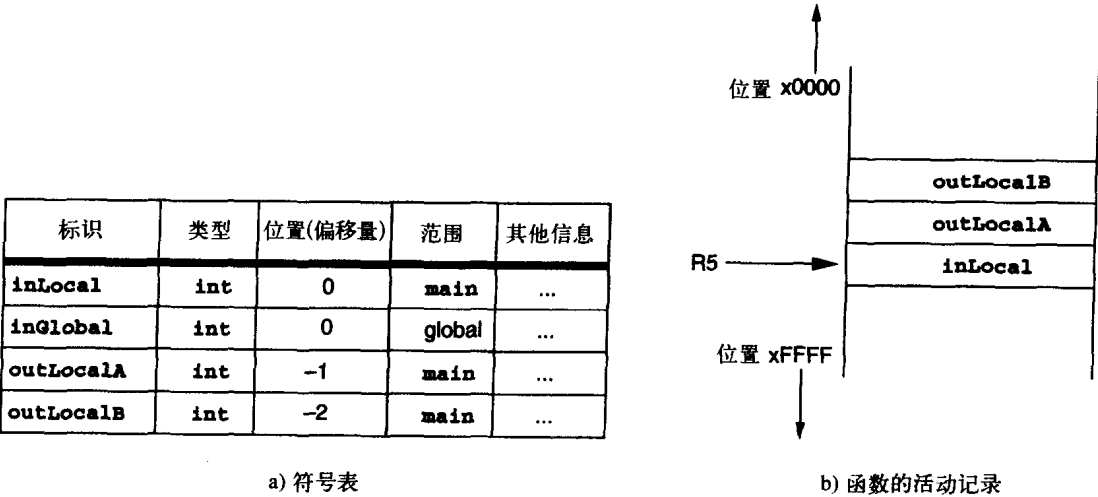 标识 类型 位置(偏移量) 范围 其他信息
inLocal int 0 main ...
inGlobal int 0 global ...
outLocalA int -1 main ...
outLocalB int -2 main ...
a) 符号表
位置 x0000
outLocalB
outLocalA
R5 inLocal
位置 xFFFF
b) 函数的活动记录